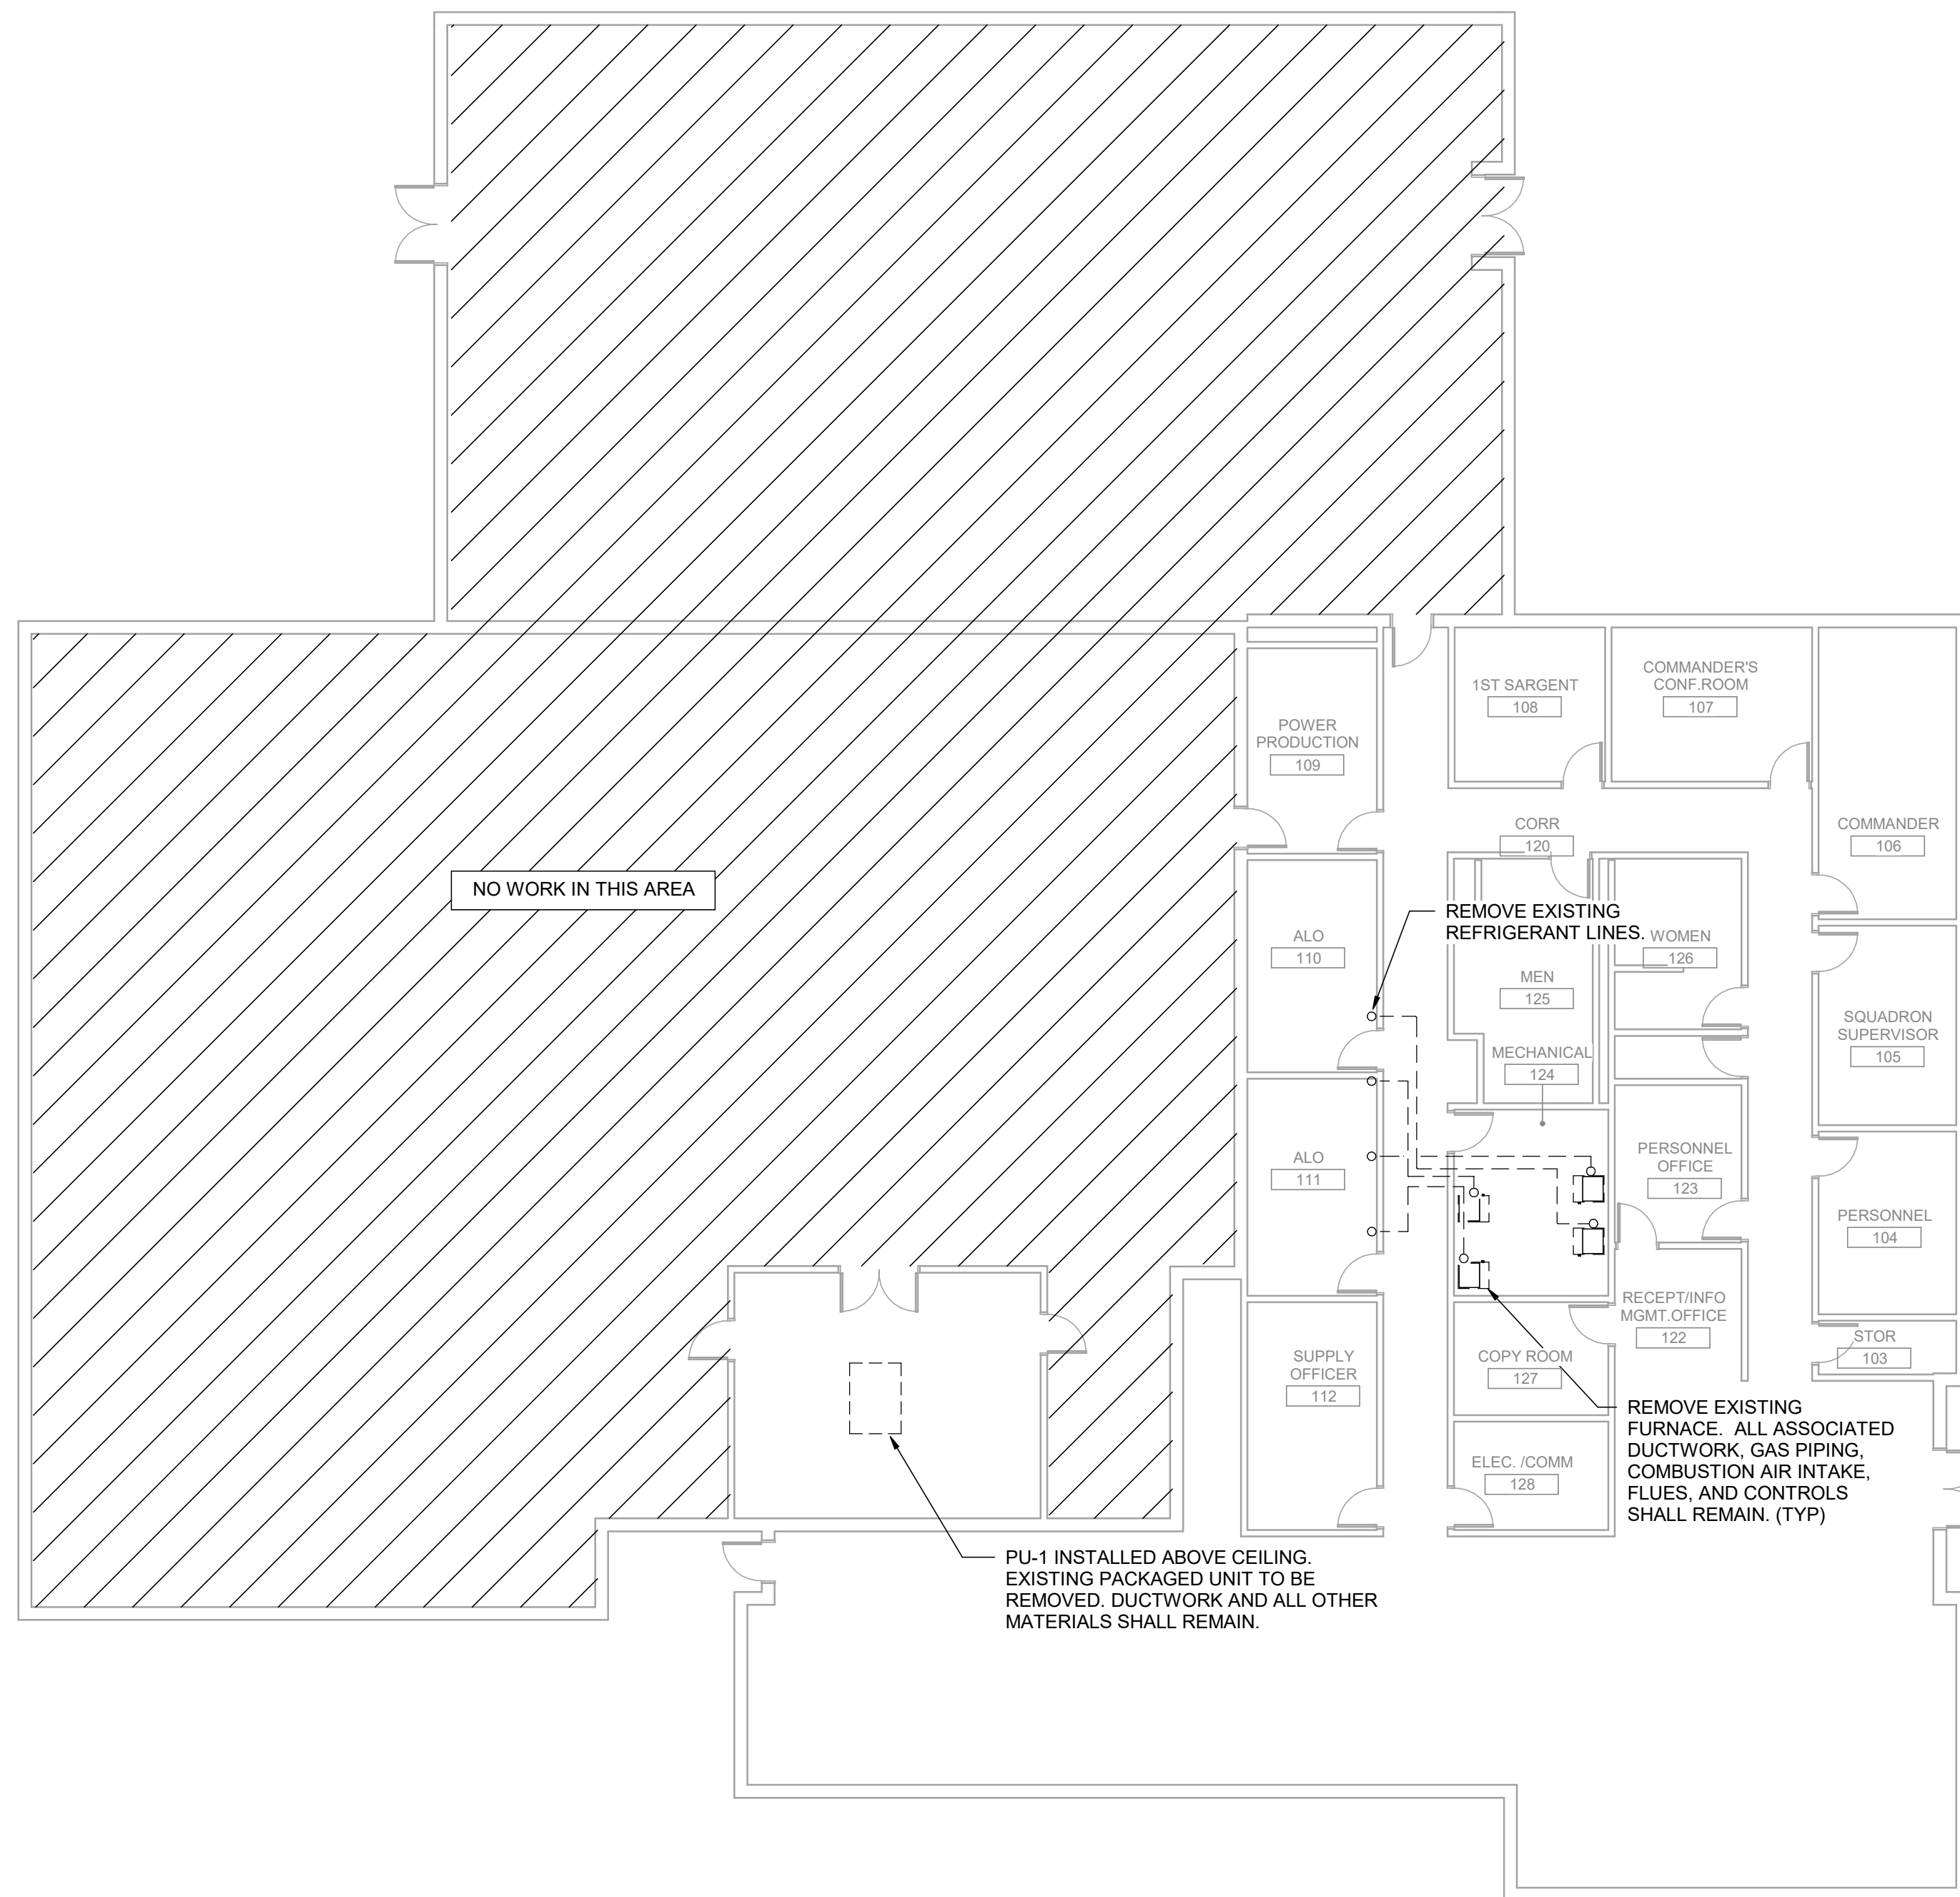 1ST SARGENT
108
COMMANDER'S
CONF.ROOM
107
POWER
PRODUCTION
109
CORR
120
COMMANDER
106
NO WORK IN THIS AREA
REMOVE EXISTING
REFRIGERANT LINES.
ALO
110
WOMEN
126
MEN
125
SQUADRON
SUPERVISOR
105
MECHANICAL
124
ALO
111
PERSONNEL
OFFICE
123
PERSONNEL
104
RECEPT/INFO
MGMT.OFFICE
122
STOR
103
SUPPLY
OFFICER
112
COPY ROOM
127
REMOVE EXISTING
FURNACE. ALL ASSOCIATED
DUCTWORK, GAS PIPING,
COMBUSTION AIR INTAKE,
FLUES, AND CONTROLS
SHALL REMAIN. (TYP)
ELEC. /COMM
128
PU-1 INSTALLED ABOVE CEILING.
EXISTING PACKAGED UNIT TO BE
REMOVED. DUCTWORK AND ALL OTHER
MATERIALS SHALL REMAIN.